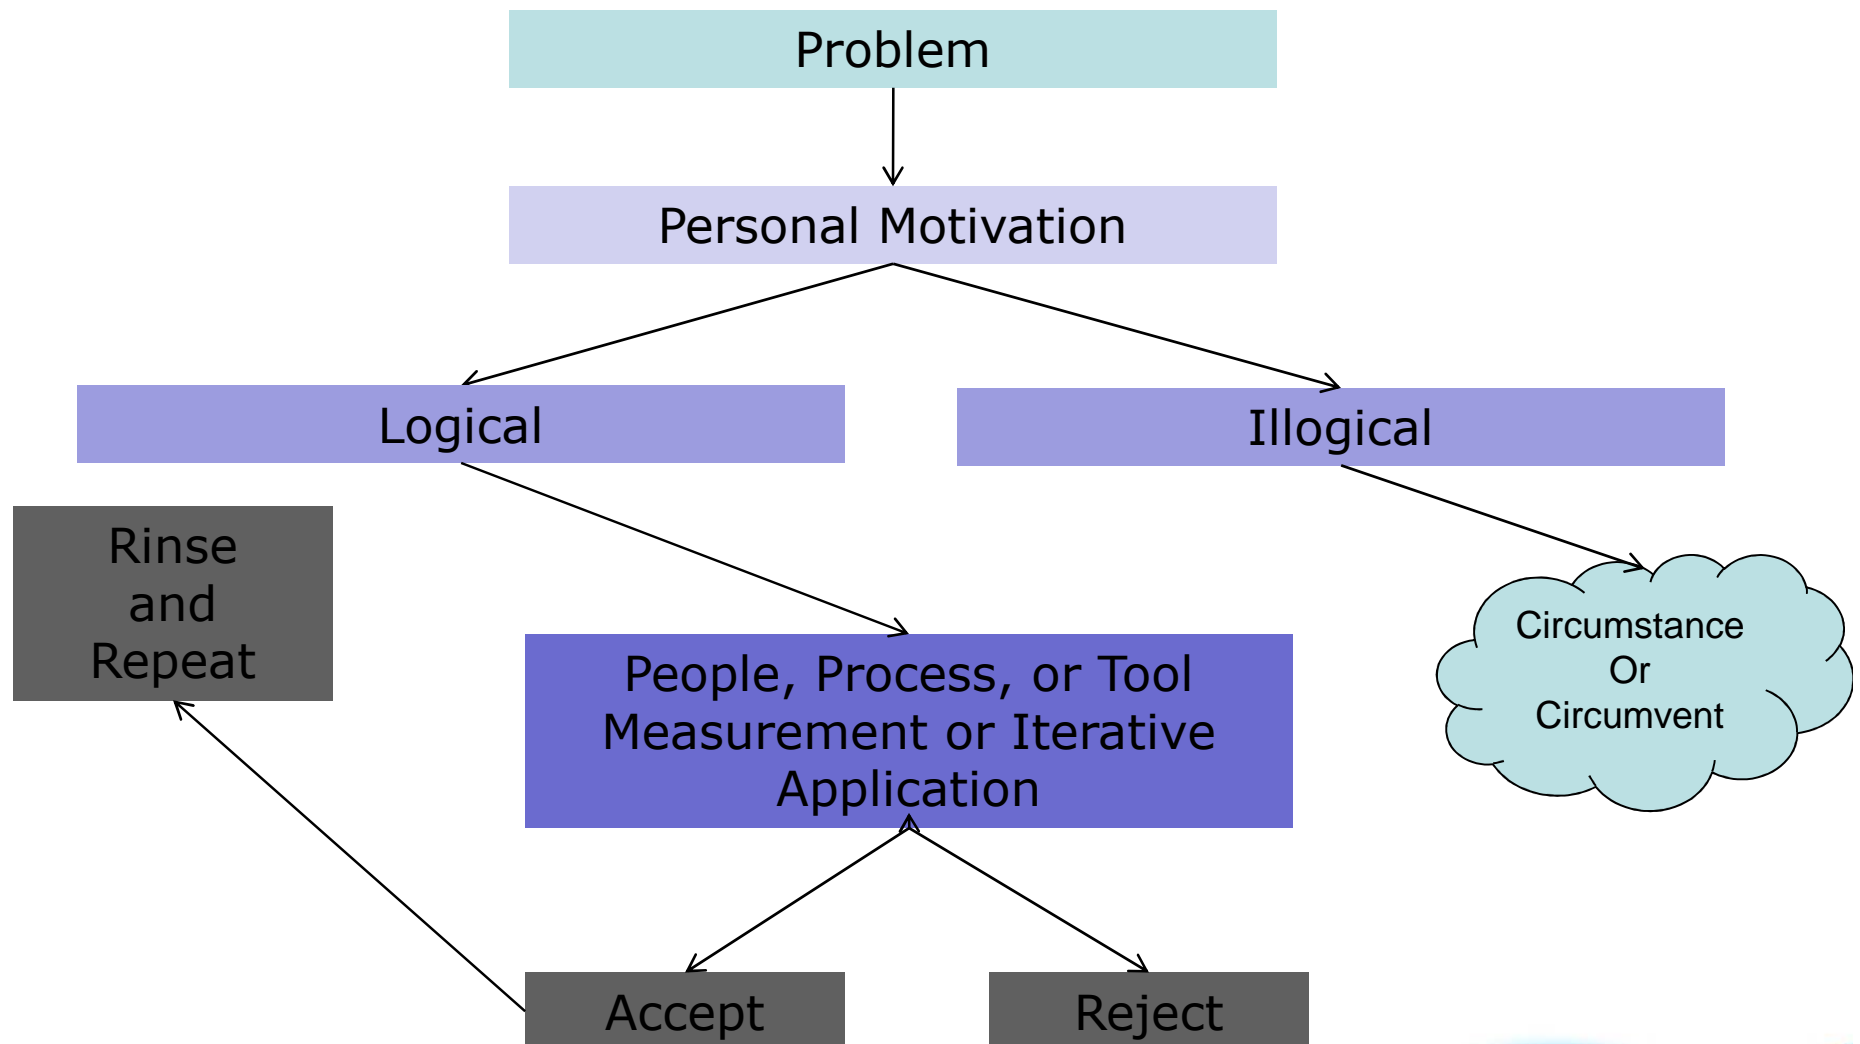 Problem
Personal Motivation
Logical
Illogical
Rinse
and
Repeat
People, Process, or Tool
Measurement or Iterative
Application
Circumstance
Or
Circumvent
Accept
Reject